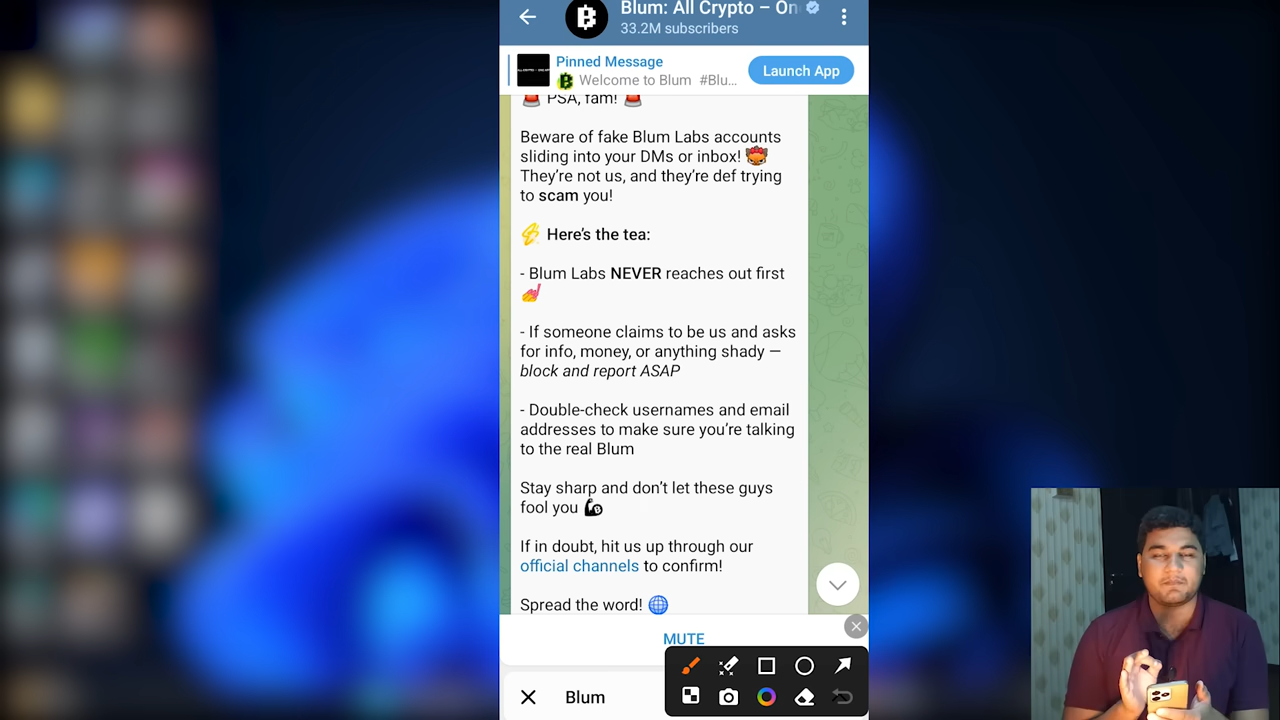 Blum: All Crypto – On
33.2M subscribers
Pinned Message
Welcome to Blum #Blu...
Launch App
🚨 PSA, fam! 🚨
Beware of fake Blum Labs accounts
sliding into your DMs or inbox! 
They’re not us, and they’re def trying
to scam you!
⚡ Here’s the tea:
- Blum Labs NEVER reaches out first
💅
- If someone claims to be us and asks
for info, money, or anything shady —
block and report ASAP
- Double-check usernames and email
addresses to make sure you’re talking
to the real Blum
Stay sharp and don’t let these guys
fool you
If in doubt, hit us up through our
official channels to confirm!
Spread the word! 🌐
MUTE
Blum